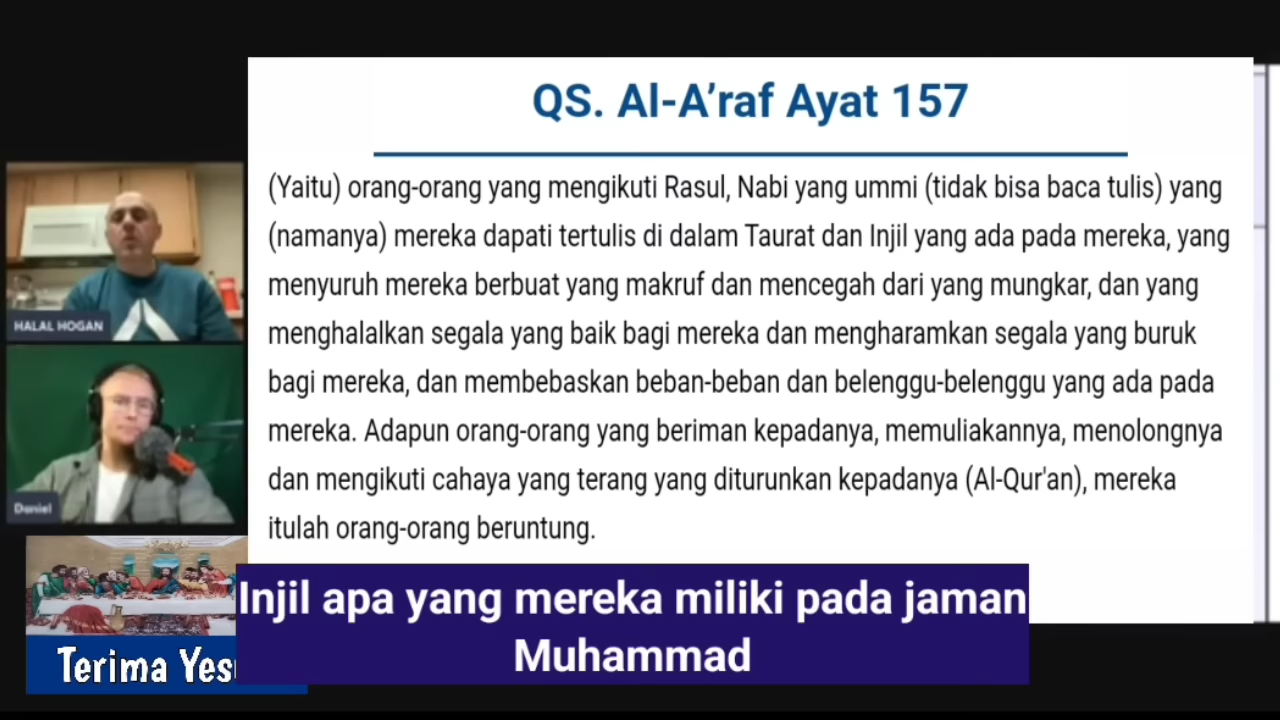 QS. Al-A’raf Ayat 157
(Yaitu) orang-orang yang mengikuti Rasul, Nabi yang ummi (tidak bisa baca tulis) yang
(namanya) mereka dapati tertulis di dalam Taurat dan Injil yang ada pada mereka, yang
menyuruh mereka berbuat yang makruf dan mencegah dari yang mungkar, dan yang
menghalalkan segala yang baik bagi mereka dan mengharamkan segala yang buruk
bagi mereka, dan membebaskan beban-beban dan belenggu-belenggu yang ada pada
mereka. Adapun orang-orang yang beriman kepadanya, memuliakannya, menolongnya
dan mengikuti cahaya yang terang yang diturunkan kepadanya (Al-Qur'an), mereka
itulah orang-orang beruntung.
HALAL HOGAN
Daniel
Terima Yes
Injil apa yang mereka miliki pada jaman
Muhammad